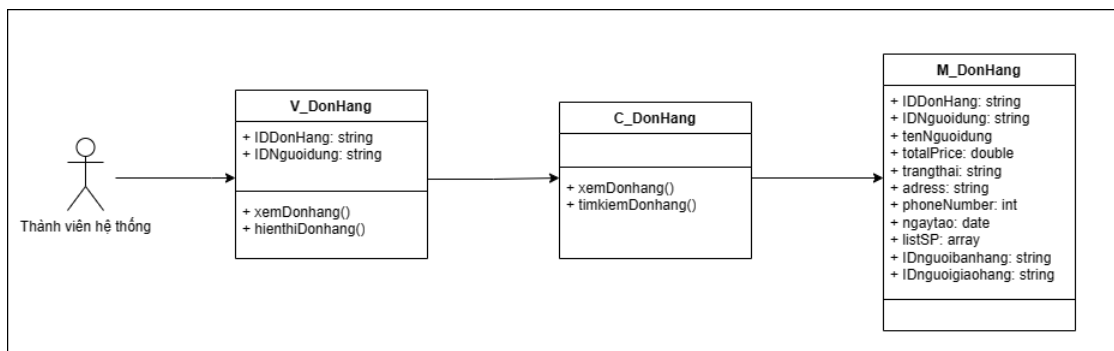 Thành viên hệ thống
V_DonHang
+ IDDonHang: string
+ IDNguoidung: string
+ xemDonhang()
+ hienthiDonhang()
C_DonHang
+ xemDonhang()
+ timkiemDonhang()
M_DonHang
+ IDDonHang: string
+ IDNguoidung: string
+ tenNguoidung
+ totalPrice: double
+ trangthai: string
+ adress: string
+ phoneNumber: int
+ ngaytao: date
+ listSP: array
+ IDnguoibanhang: string
+ IDnguoigiaohang: string